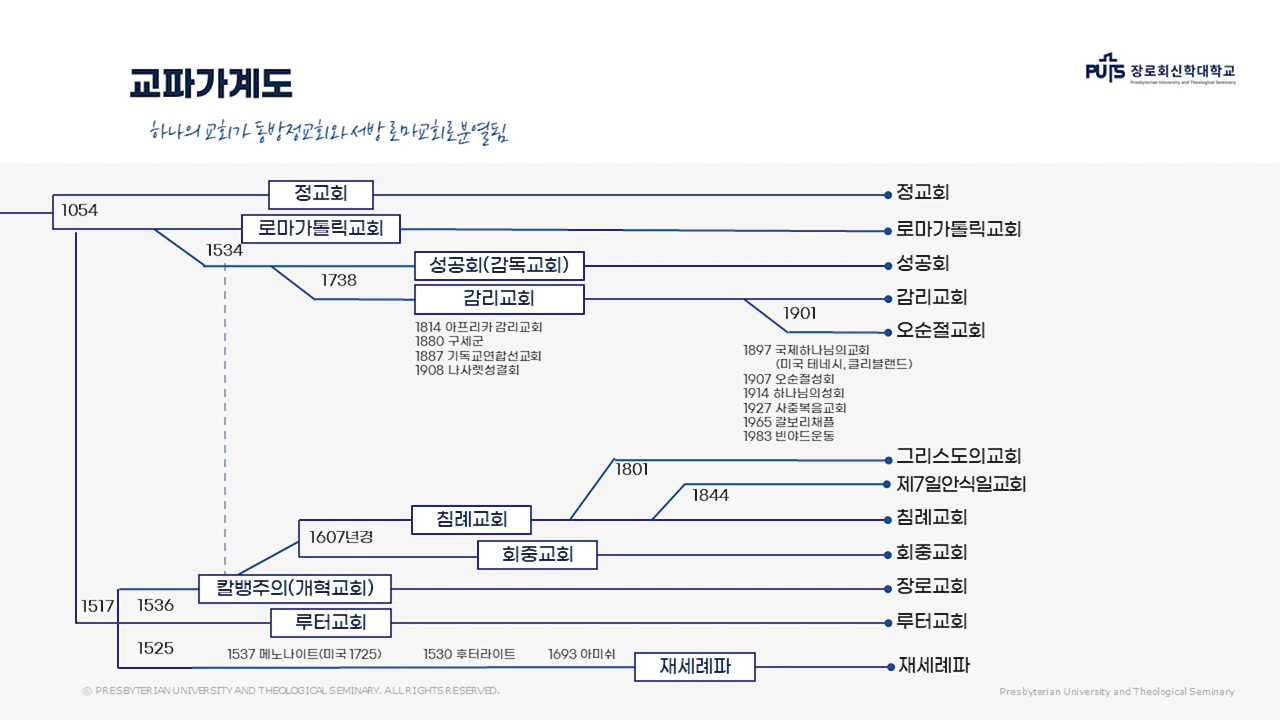 교파가계도
PUTS 장로회신학대학교
Presbyterian University and Theological Seminary
하나의 교회가 동방정교회와 서방 로마교회로 분열됨
정교회
정교회
1054
로마가톨릭교회
로마가톨릭교회
1534
성공회(감독교회)
성공회
1738
감리교회
감리교회
1901
오순절교회
1814 아프리카 감리교회
1880 구세군
1887 기독교연합선교회
1908 나사렛성결회
1897 국제하나님의교회
(미국 테네시, 클리블랜드)
1907 오순절성회
1914 하나님의성회
1927 사중복음교회
1965 갈보리채플
1983 빈야드운동
그리스도의교회
1801
제7일안식일교회
1844
침례교회
침례교회
1607년경
회중교회
회중교회
칼뱅주의(개혁교회)
장로교회
1517
1536
루터교회
루터교회
1525
1537 메노나이트(미국 1725)
1530 후터라이트
1693 아미쉬
재세례파
재세례파
© PRESBYTERIAN UNIVERSITY AND THEOLOGICAL SEMINARY. ALL RIGHTS RESERVED.
Presbyterian University and Theological Seminary